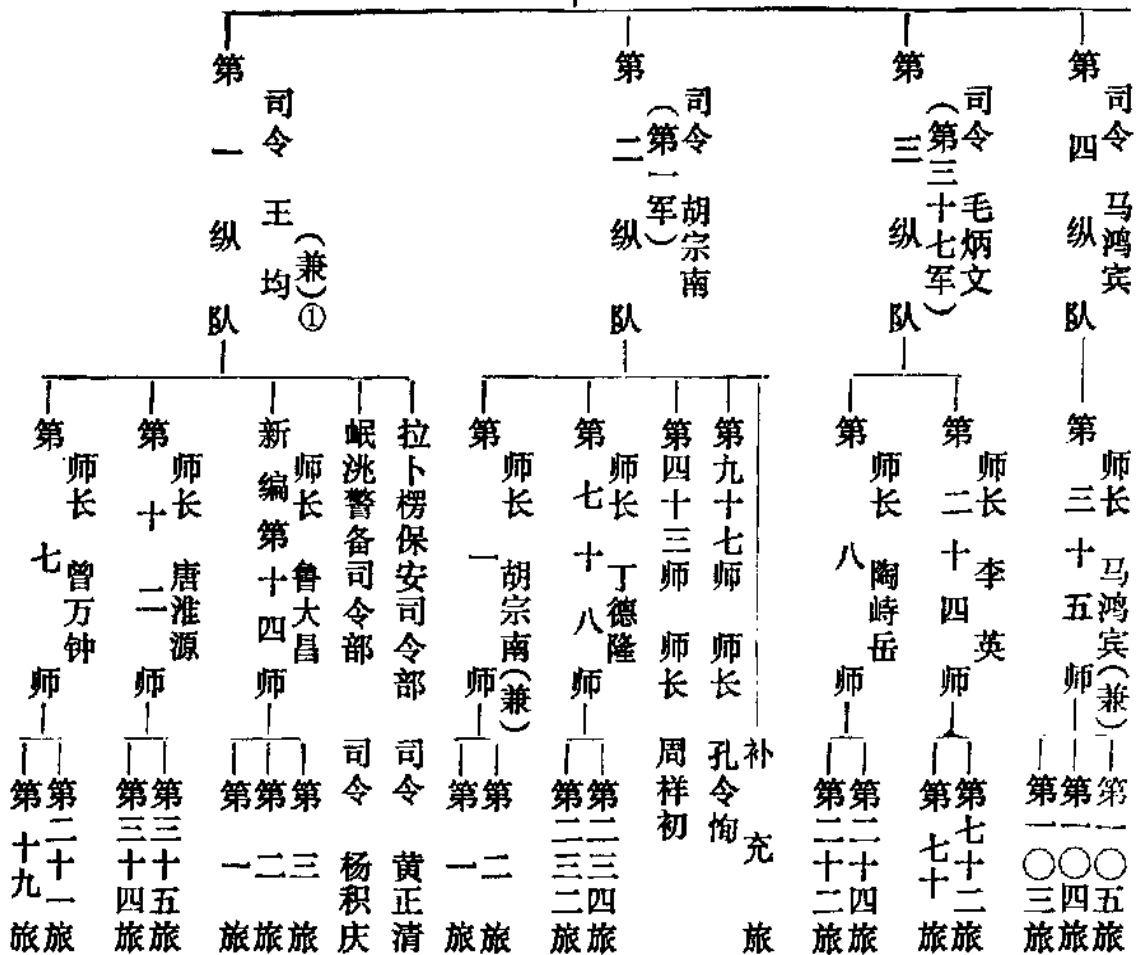 第一纵队
司令 王均(兼)①
第七师
师长 曾万钟
第十九旅
第二十一旅
第十二师
师长 唐淮源
第三十四旅
第三十五旅
新编第十四师
师长 鲁大昌
第一旅
第二旅
第三旅
岷洮警备司令部 司令 杨积庆
拉卜楞保安司令部 司令 黄正清
第二纵队
(第一军)
司令 胡宗南
第一师
师长 胡宗南(兼)
第一旅
第二旅
第七十八师
师长 丁德隆
第二三二旅
第二三四旅
第四十三师 师长 周祥初
第九十七师 师长 孔令恂
补充旅
第三纵队
(第三十七军)
司令 毛炳文
第八师
师长 陶峙岳
第二十二旅
第二十四旅
第二十四师
师长 李英
第七十旅
第七十二旅
第四纵队
司令 马鸿宾
第三十五师
师长 马鸿宾(兼)
第一〇三旅
第一〇四旅
第一〇五旅